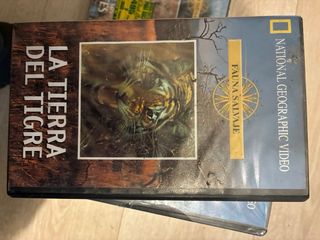 NATIONAL GEOGRAPHIC VIDEO
FAUNA SALVAJE
LA TIERRA
DEL TIGRE